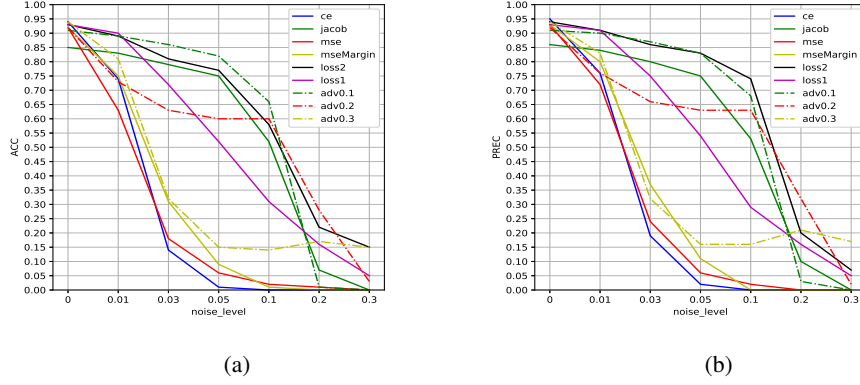 1.00
0.95
0.90
0.85
0.80
0.75
0.70
0.65
0.60
0.55
0.50
0.45
0.40
0.35
0.30
0.25
0.20
0.15
0.10
0.05
0.00
ACC
0 0.01 0.03 0.05 0.1 0.2 0.3
noise_level
ce
jacob
mse
mseMargin
loss2
loss1
adv0.1
adv0.2
adv0.3
(a)
1.00
0.95
0.90
0.85
0.80
0.75
0.70
0.65
0.60
0.55
0.50
0.45
0.40
0.35
0.30
0.25
0.20
0.15
0.10
0.05
0.00
PREC
0 0.01 0.03 0.05 0.1 0.2 0.3
noise_level
ce
jacob
mse
mseMargin
loss2
loss1
adv0.1
adv0.2
adv0.3
(b)